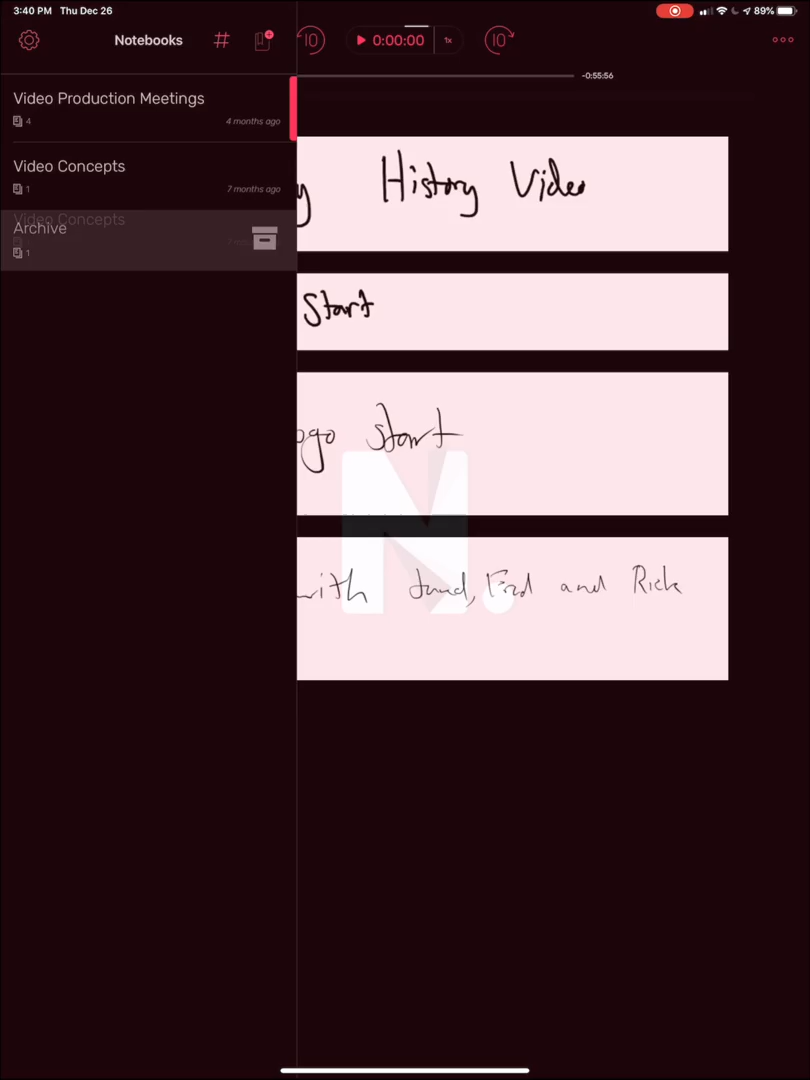 3:40 PM Thu Dec 26
89%
Notebooks
#
10
0:00:00
1x
10
-0:55:56
Video Production Meetings
4
4 months ago
Video Concepts
1
7 months ago
Video Concepts
Archive
1
y History Video
start
ogo start
with Jared, Fred and Rick
N.